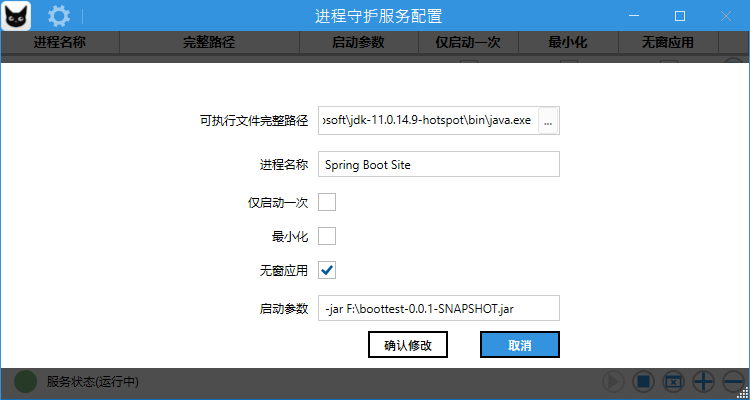 进程守护服务配置
进程名称 完整路径 启动参数 仅启动一次 最小化 无窗应用
可执行文件完整路径 osoft\jdk-11.0.14.9-hotspot\bin\java.exe ...
进程名称 Spring Boot Site
仅启动一次
最小化
无窗应用
启动参数 -jar F:\boottest-0.0.1-SNAPSHOT.jar
确认修改 取消
服务状态(运行中)